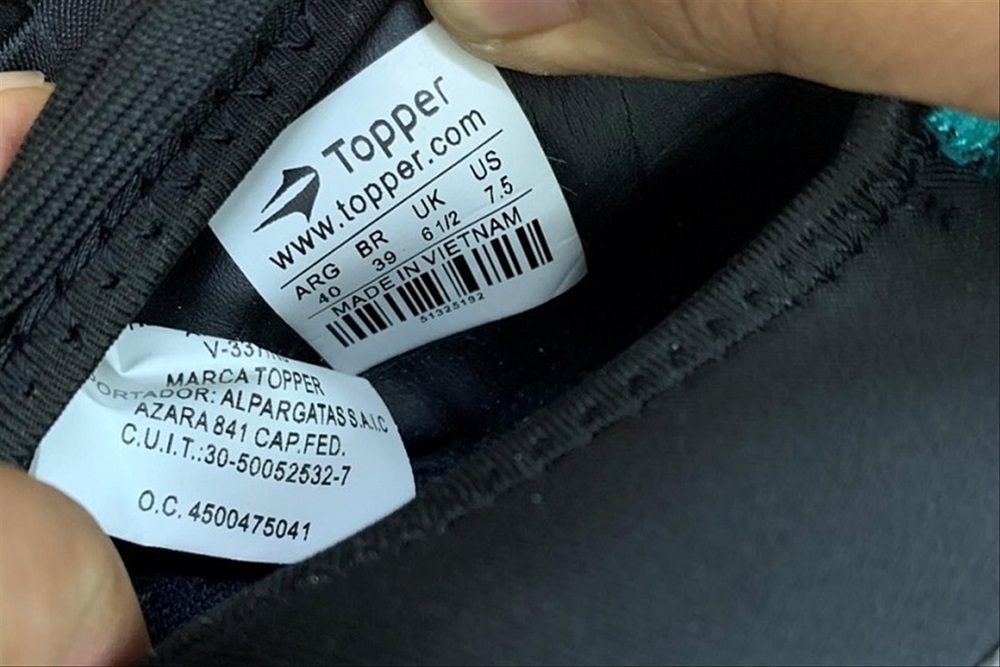 Topper
www.topper.com
ARG BR UK US
40 39 6 1/2 7.5
MADE IN VIETNAM
51325192
MARCA TOPPER
PORTADOR: ALPARGATAS S.A.I.C
AZARA 841 CAP.FED.
C.U.I.T.:30-50052532-7
O.C. 4500475041